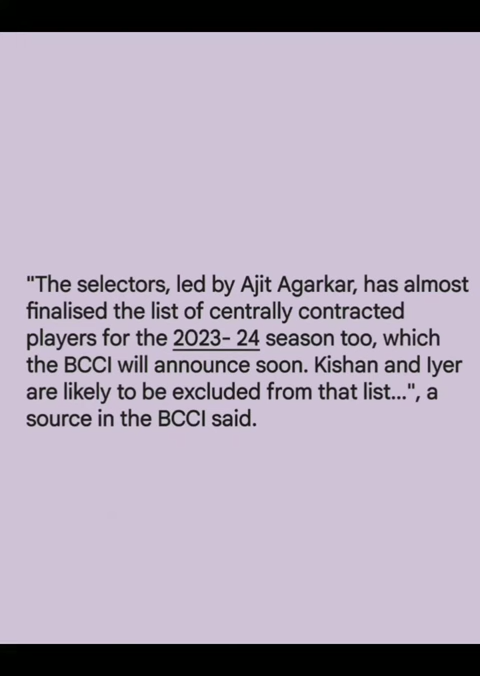 "The selectors, led by Ajit Agarkar, has almost
finalised the list of centrally contracted
players for the 2023- 24 season too, which
the BCCI will announce soon. Kishan and Iyer
are likely to be excluded from that list...", a
source in the BCCI said.